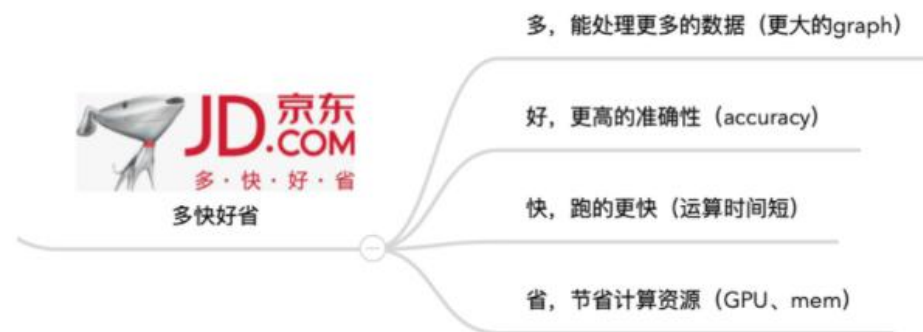 多，能处理更多的数据（更大的graph）
JD.京东
.COM
多·快·好·省
多快好省
好，更高的准确性（accuracy）
快，跑的更快（运算时间短）
省，节省计算资源（GPU、mem）